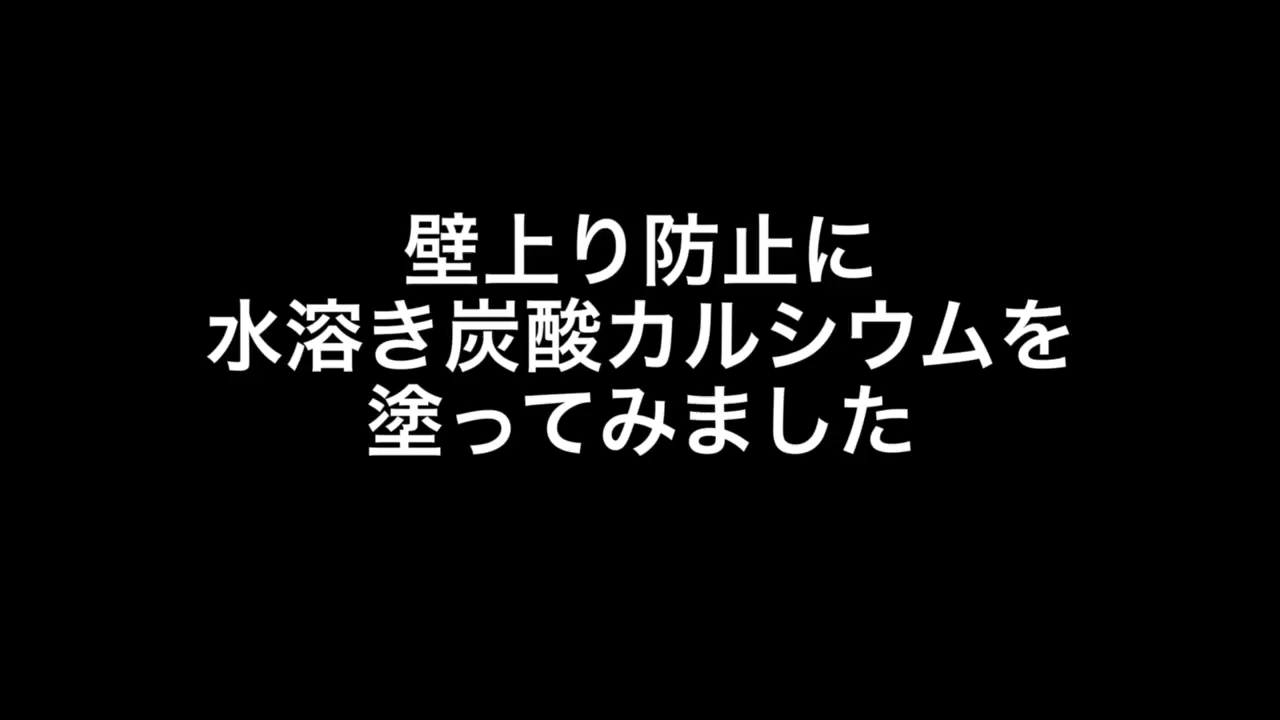 壁上り防止に
水溶き炭酸カルシウムを
塗ってみました